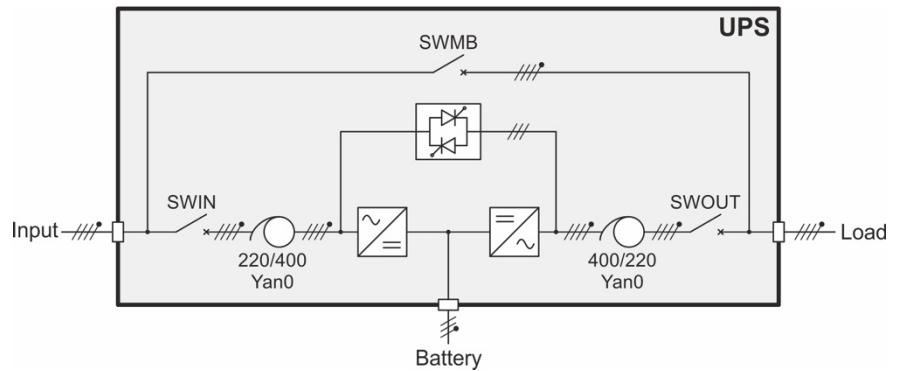 UPS
SWMB
SWIN
SWOUT
Input
Load
220/400
Yan0
400/220
Yan0
Battery